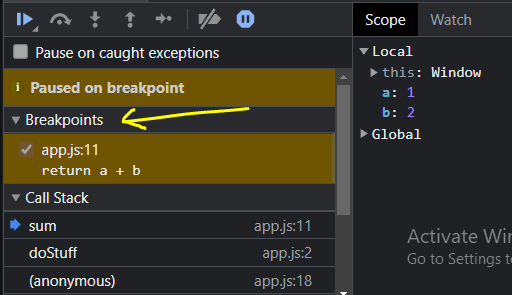 Pause on caught exceptions
Paused on breakpoint
Breakpoints
app.js:11
return a + b
Call Stack
sum app.js:11
doStuff app.js:2
(anonymous) app.js:18
Scope Watch
Local
this: Window
a: 1
b: 2
Global
Activate Win
Go to Settings to